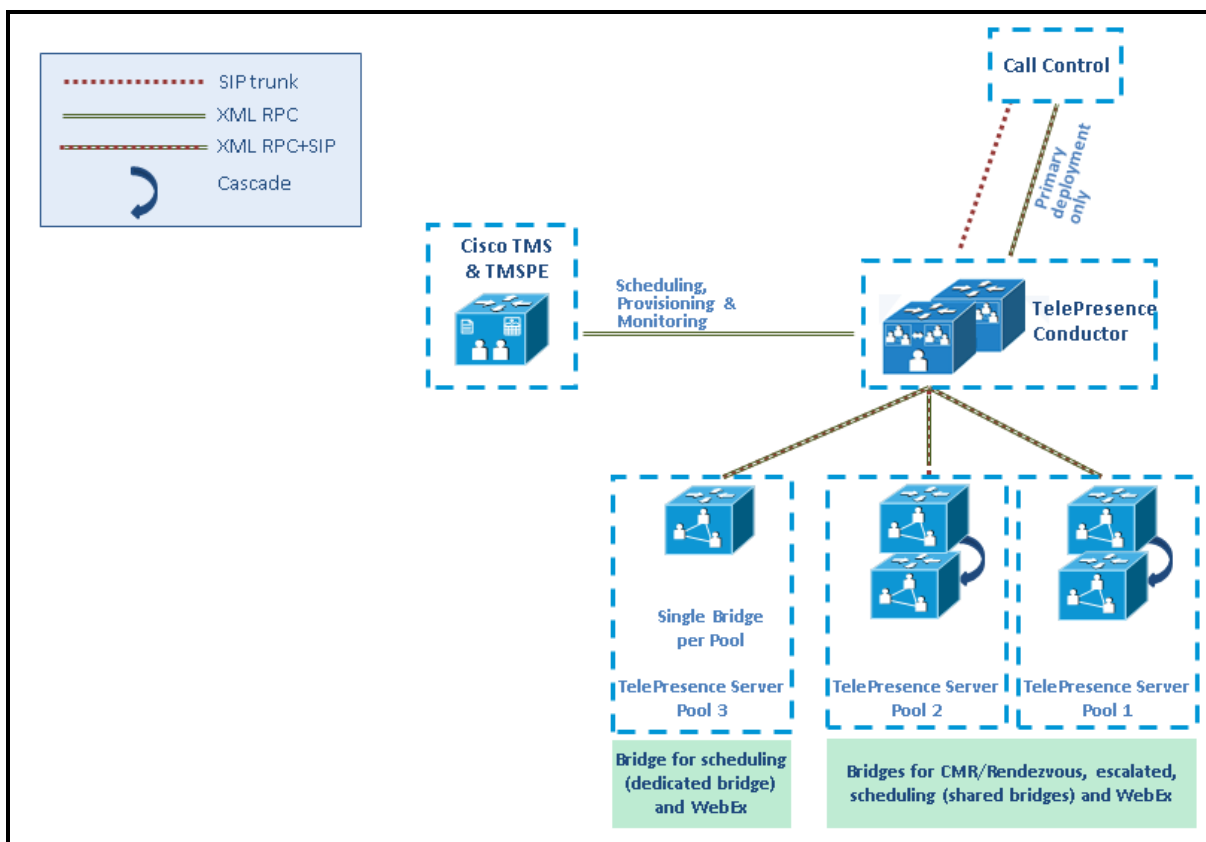 SIP trunk
XML RPC
XML RPC+SIP
Cascade
Call Control
Primary
deployment
only
Cisco TMS
& TMSPE
Scheduling,
Provisioning &
Monitoring
TelePresence
Conductor
Single Bridge
per Pool
TelePresence Server
Pool 3
TelePresence Server
Pool 2
TelePresence Server
Pool 1
Bridge for scheduling
(dedicated bridge)
and WebEx
Bridges for CMR/Rendezvous, escalated,
scheduling (shared bridges) and WebEx